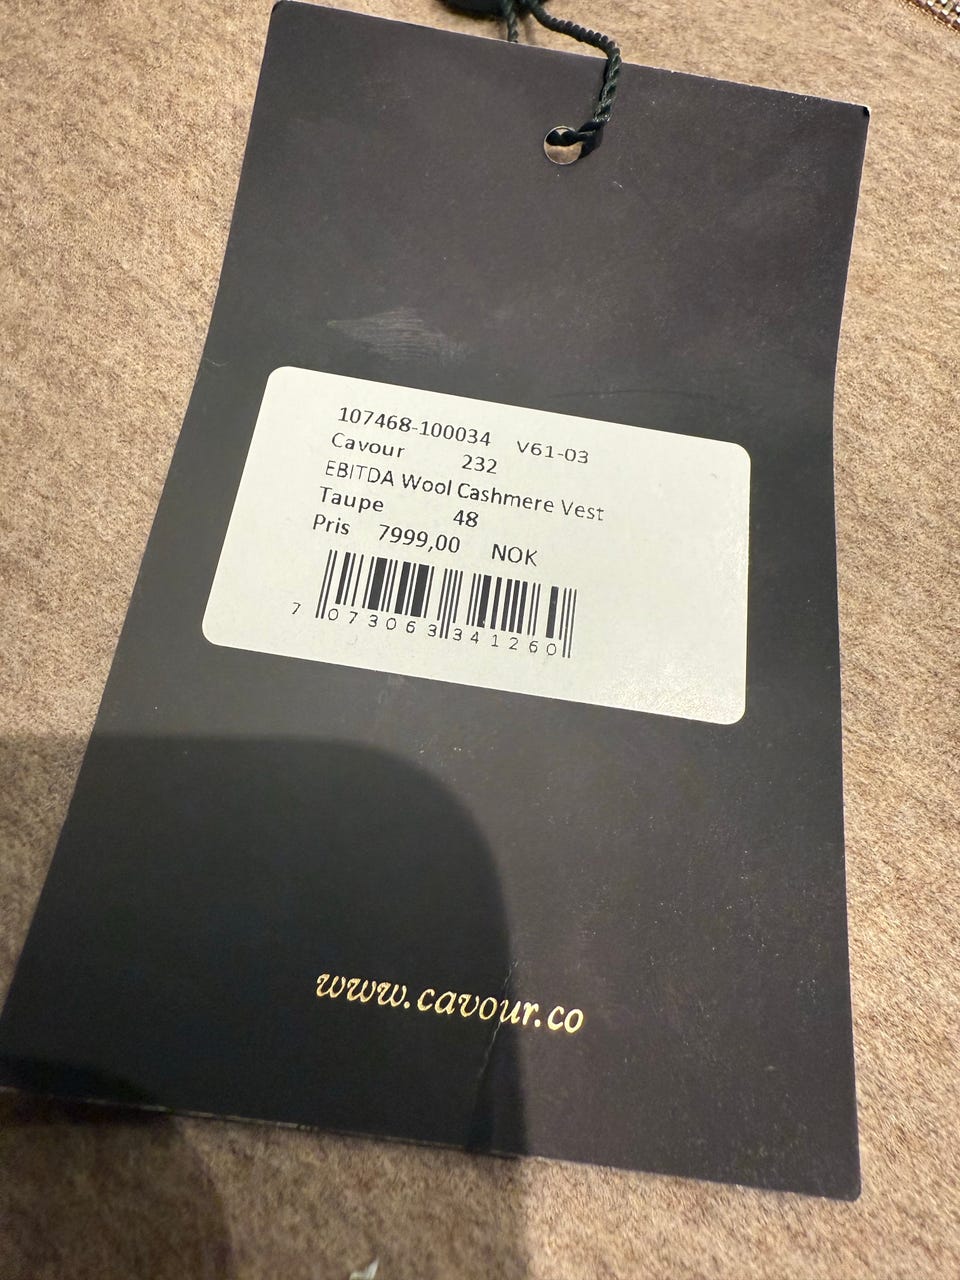 107468-100034 V61-03
Cavour 232
EBITDA Wool Cashmere Vest
Taupe 48
Pris 7999,00 NOK
7 073063 341260
www.cavour.co